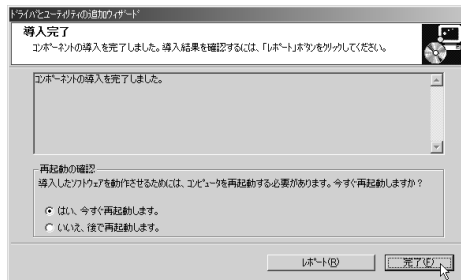 ドライバとユーティリティの追加ウィザード
導入完了
コンポーネントの導入を完了しました。導入結果を確認するには、「レポート」ボタンをクリックしてください。
コンポーネントの導入を完了しました。
再起動の確認
導入したソフトウェアを動作させるためには、コンピュータを再起動する必要があります。今すぐ再起動しますか?
はい、今すぐ再起動します。
いいえ、後で再起動します。
レポート(R)
完了(F)